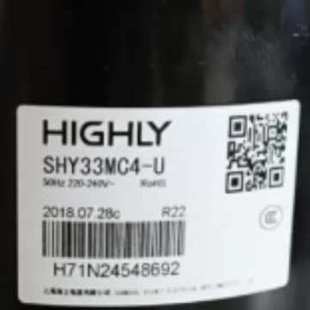 HIGHLY
SHY33MC4-U
50Hz 220-240V~ RoHS
2018.07.28c R22
H71N24548692